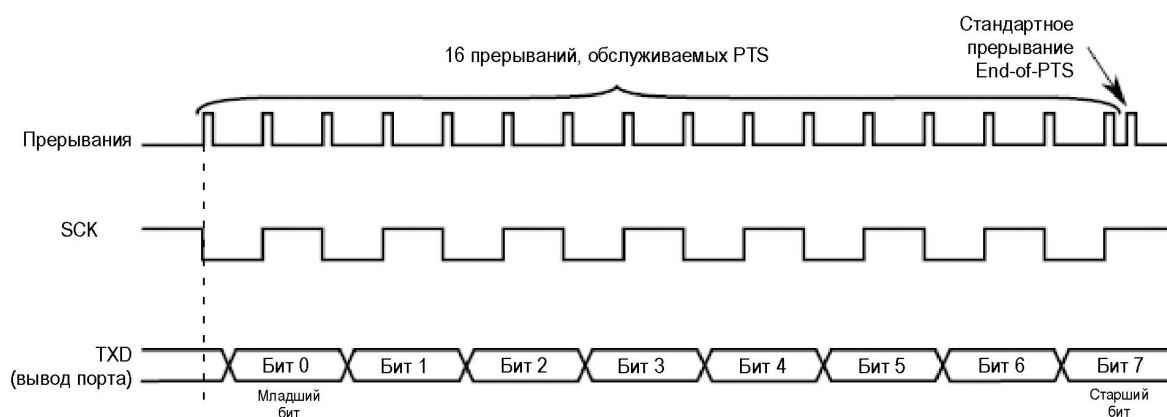 Стандартное
прерывание
End-of-PTS
16 прерываний, обслуживаемых PTS
Прерывания
SCK
TXD
(вывод порта)
Бит 0
Бит 1
Бит 2
Бит 3
Бит 4
Бит 5
Бит 6
Бит 7
Младший
бит
Старший
бит